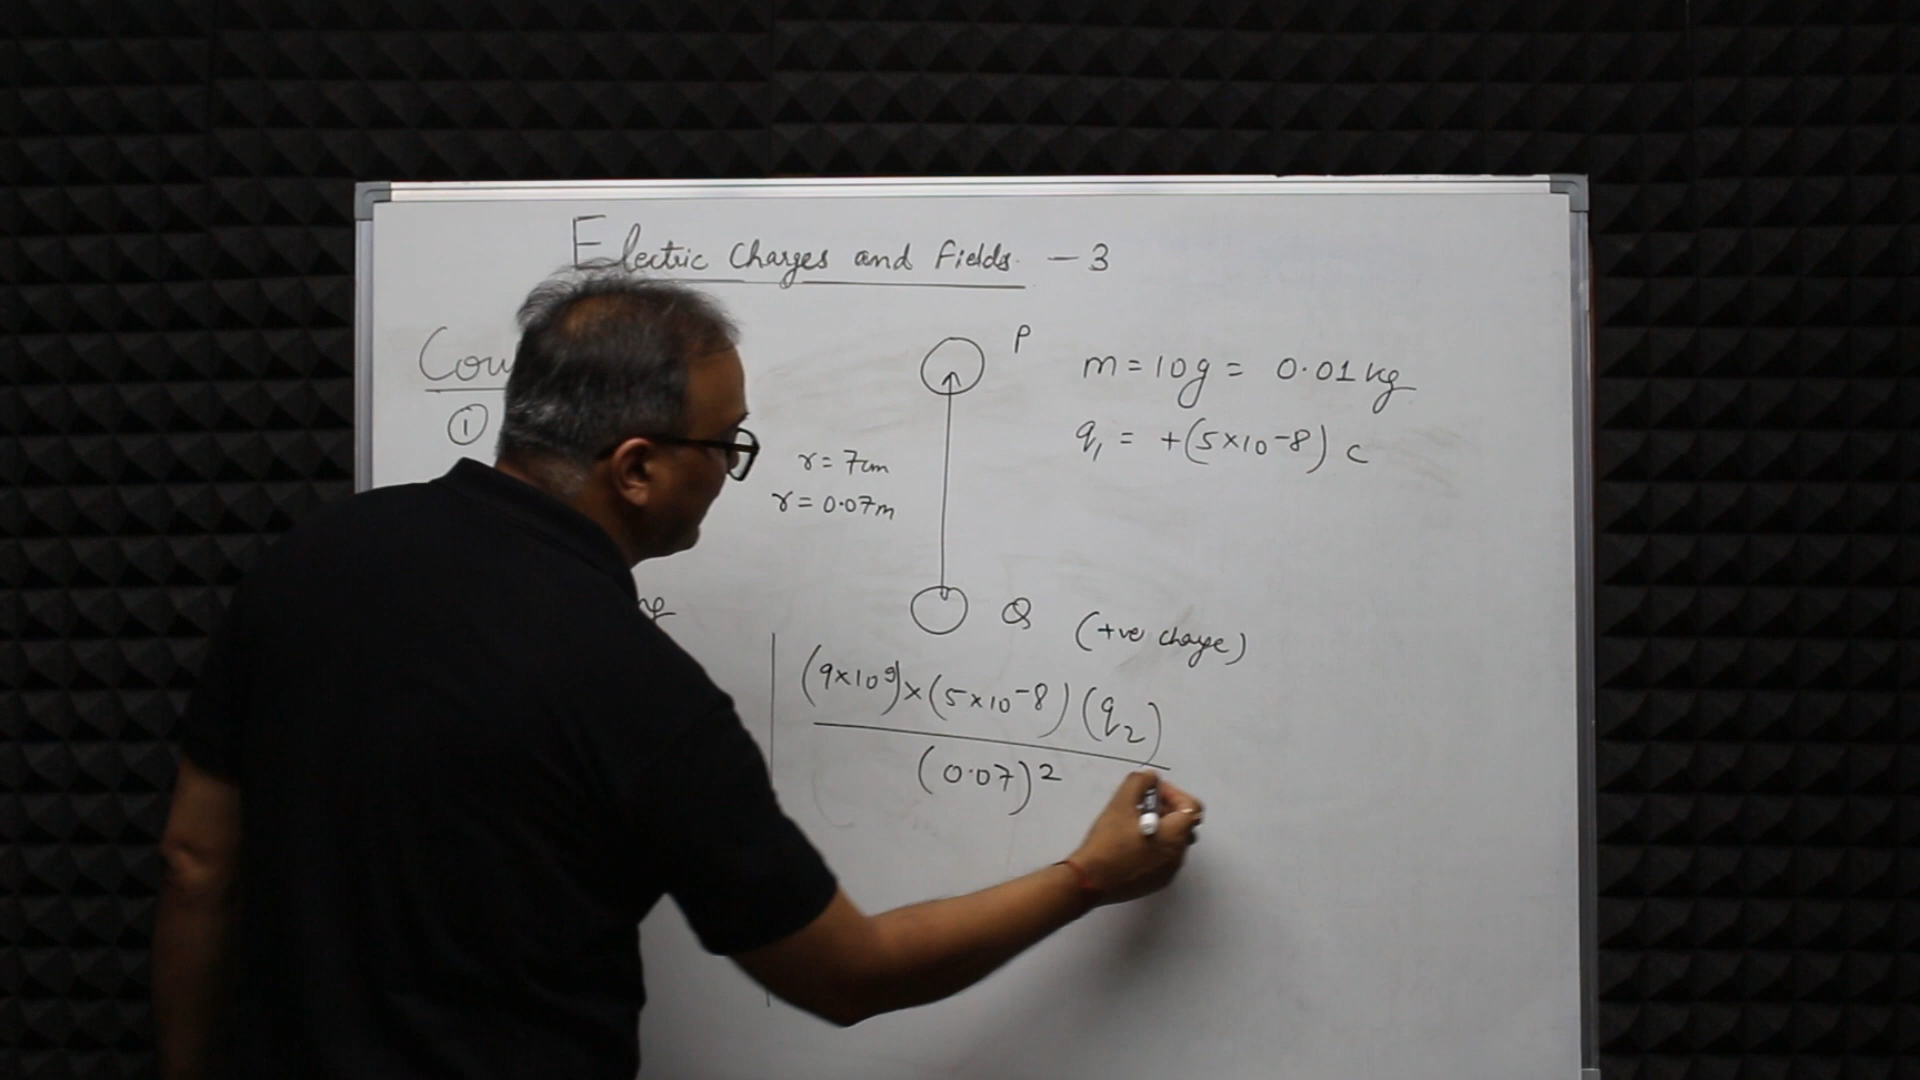 Electric Charges and Fields. - 3
①
P
m = 10g = 0.01 kg
q₁ = +(5×10⁻⁸) C
r = 7cm
r = 0.07m
Q (+ve charge)
(9×10⁹)×(5×10⁻⁸)(q₂)
(0.07)²